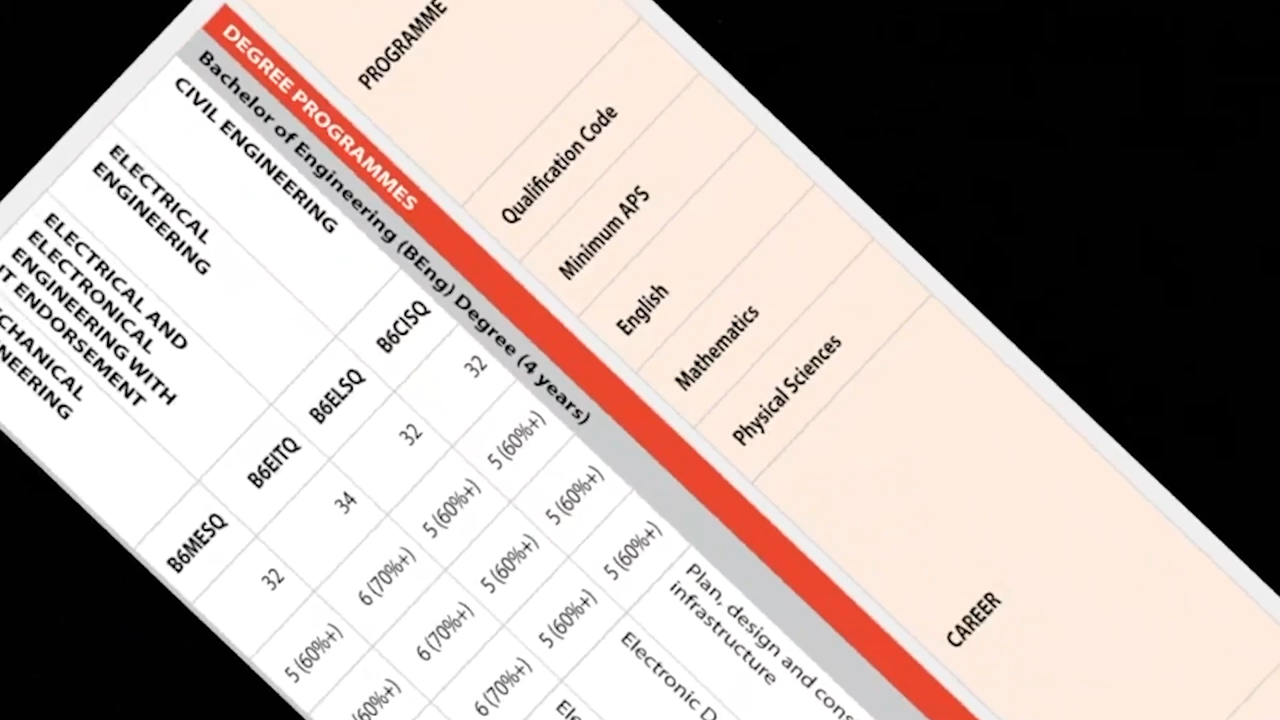 PROGRAMME
Qualification Code
Minimum APS
English
Mathematics
Physical Sciences
CAREER
DEGREE PROGRAMMES
Bachelor of Engineering (BEng) Degree (4 years)
CIVIL ENGINEERING
B6CISQ
32
5 (60%+)
5 (60%+)
5 (60%+)
Plan, design and cons
infrastructure
ELECTRICAL
ENGINEERING
B6ELSQ
32
5 (60%+)
5 (60%+)
5 (60%+)
Electronic D
ELECTRICAL AND
ELECTRONICAL
ENGINEERING WITH
IT ENDORSEMENT
B6EITQ
34
6 (70%+)
6 (70%+)
6 (70%+)
Ele
CHANICAL
NEERING
B6MESQ
32
5 (60%+)
(60%+)